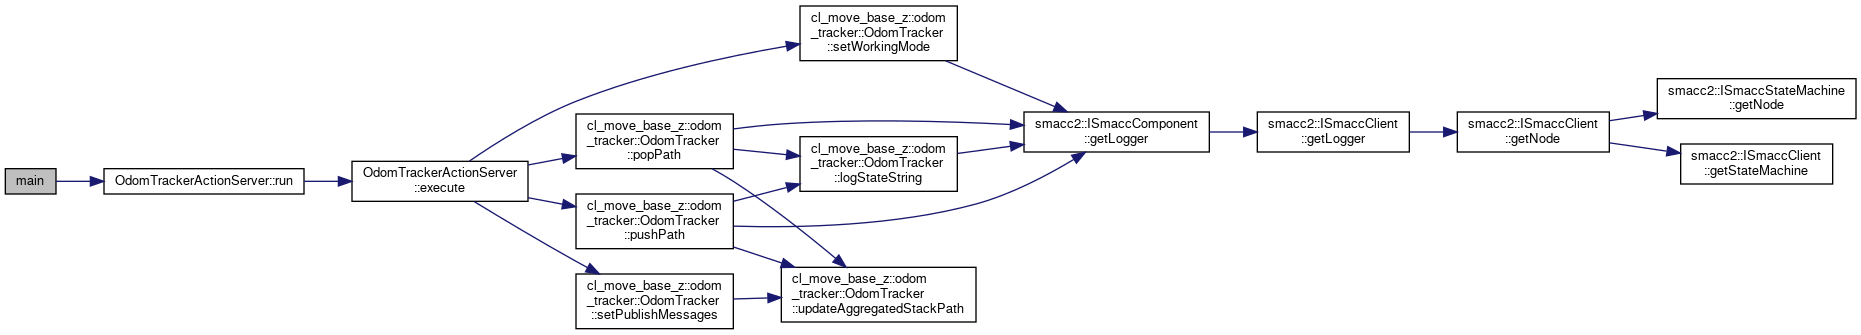 main
OdomTrackerActionServer::run
OdomTrackerActionServer
::execute
cl_move_base_z::odom
_tracker::OdomTracker
::setWorkingMode
cl_move_base_z::odom
_tracker::OdomTracker
::popPath
cl_move_base_z::odom
_tracker::OdomTracker
::pushPath
cl_move_base_z::odom
_tracker::OdomTracker
::setPublishMessages
cl_move_base_z::odom
_tracker::OdomTracker
::logStateString
cl_move_base_z::odom
_tracker::OdomTracker
::updateAggregatedStackPath
smacc2::ISmaccComponent
::getLogger
smacc2::ISmaccClient
::getLogger
smacc2::ISmaccClient
::getNode
smacc2::ISmaccStateMachine
::getNode
smacc2::ISmaccClient
::getStateMachine